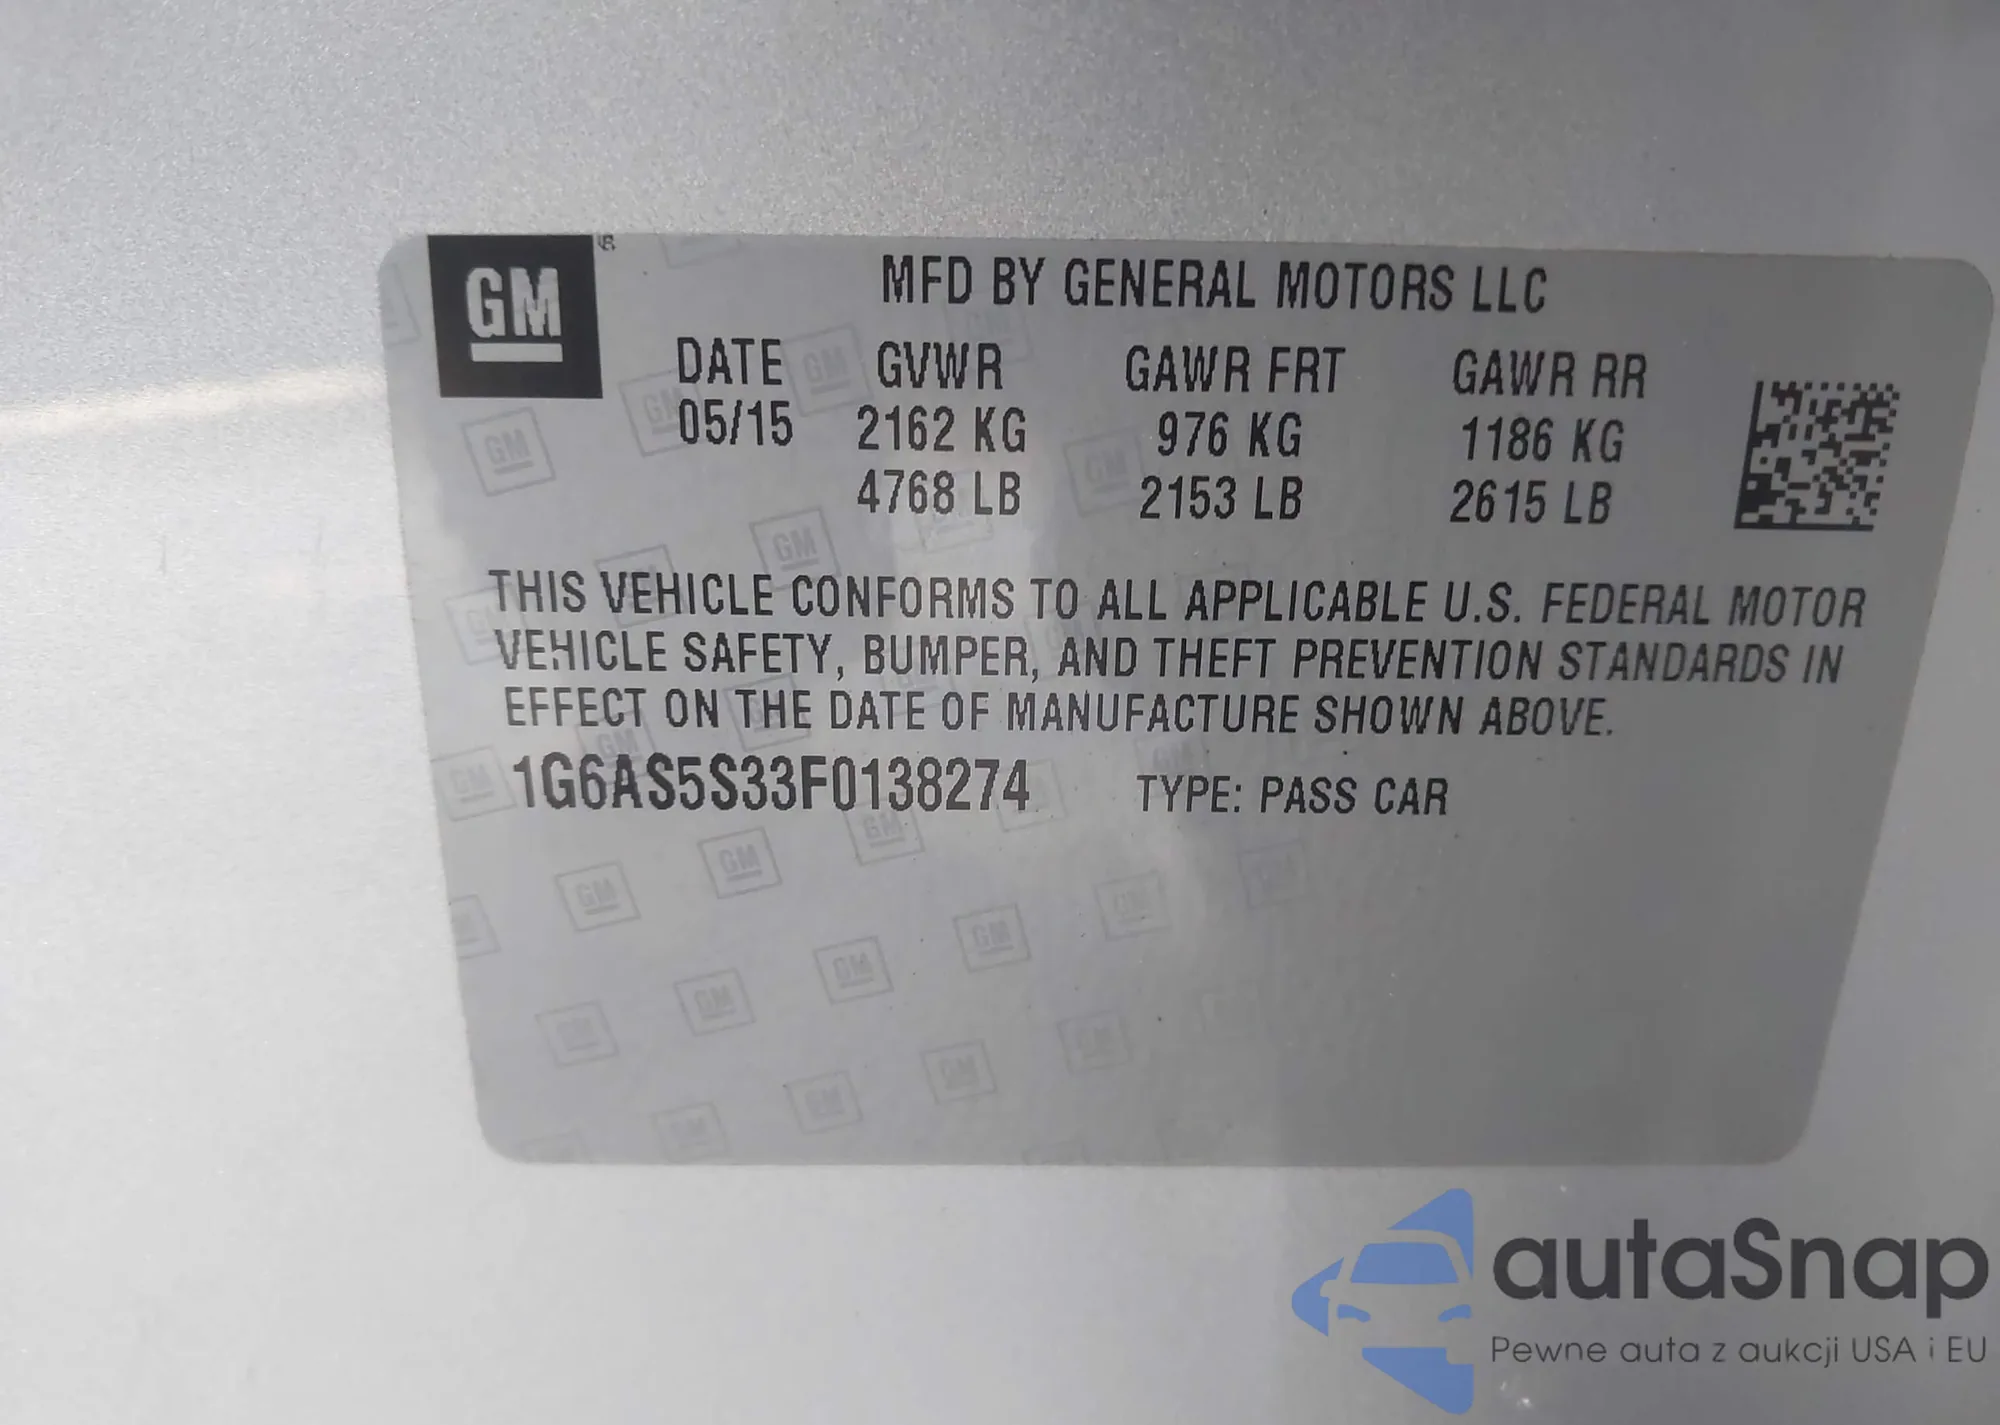 GM
MFD BY GENERAL MOTORS LLC
DATE GVWR GAWR FRT GAWR RR
05/15 2162 KG 976 KG 1186 KG
4768 LB 2153 LB 2615 LB
THIS VEHICLE CONFORMS TO ALL APPLICABLE U.S. FEDERAL MOTOR
VEHICLE SAFETY, BUMPER, AND THEFT PREVENTION STANDARDS IN
EFFECT ON THE DATE OF MANUFACTURE SHOWN ABOVE.
1G6AS5S33F0138274 TYPE: PASS CAR
autaSnap
Pewne auta z aukcji USA i EU